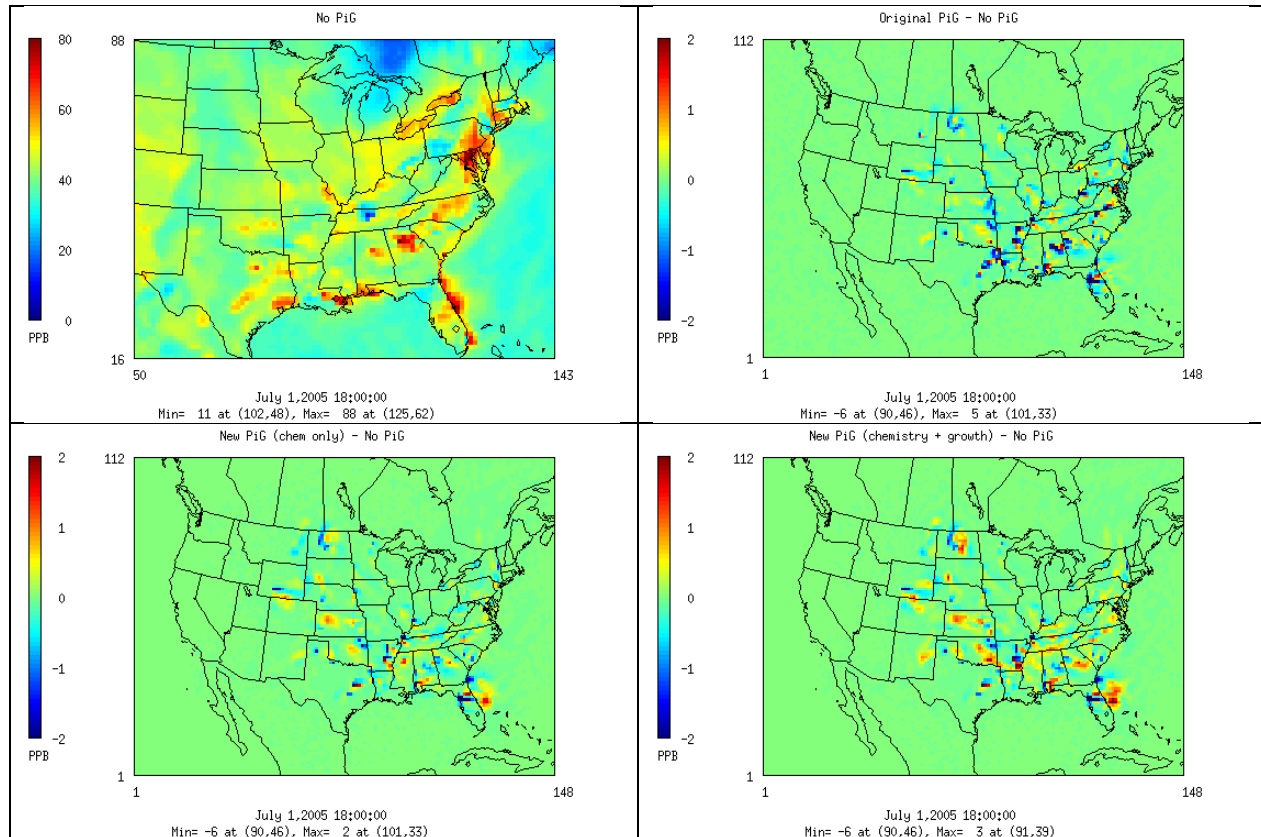 No PiG
80
60
40
20
0
PPB
88
16
50
143
July 1,2005 18:00:00
Min= 11 at (102,48), Max= 88 at (125,62)
Original PiG - No PiG
2
1
0
-1
-2
PPB
112
1
1
148
July 1,2005 18:00:00
Min= -6 at (90,46), Max= 5 at (101,33)
New PiG (chem only) - No PiG
2
1
0
-1
-2
PPB
112
1
1
148
July 1,2005 18:00:00
Min= -6 at (90,46), Max= 2 at (101,33)
New PiG (chemistry + growth) - No PiG
2
1
0
-1
-2
PPB
112
1
1
148
July 1,2005 18:00:00
Min= -6 at (90,46), Max= 3 at (91,39)